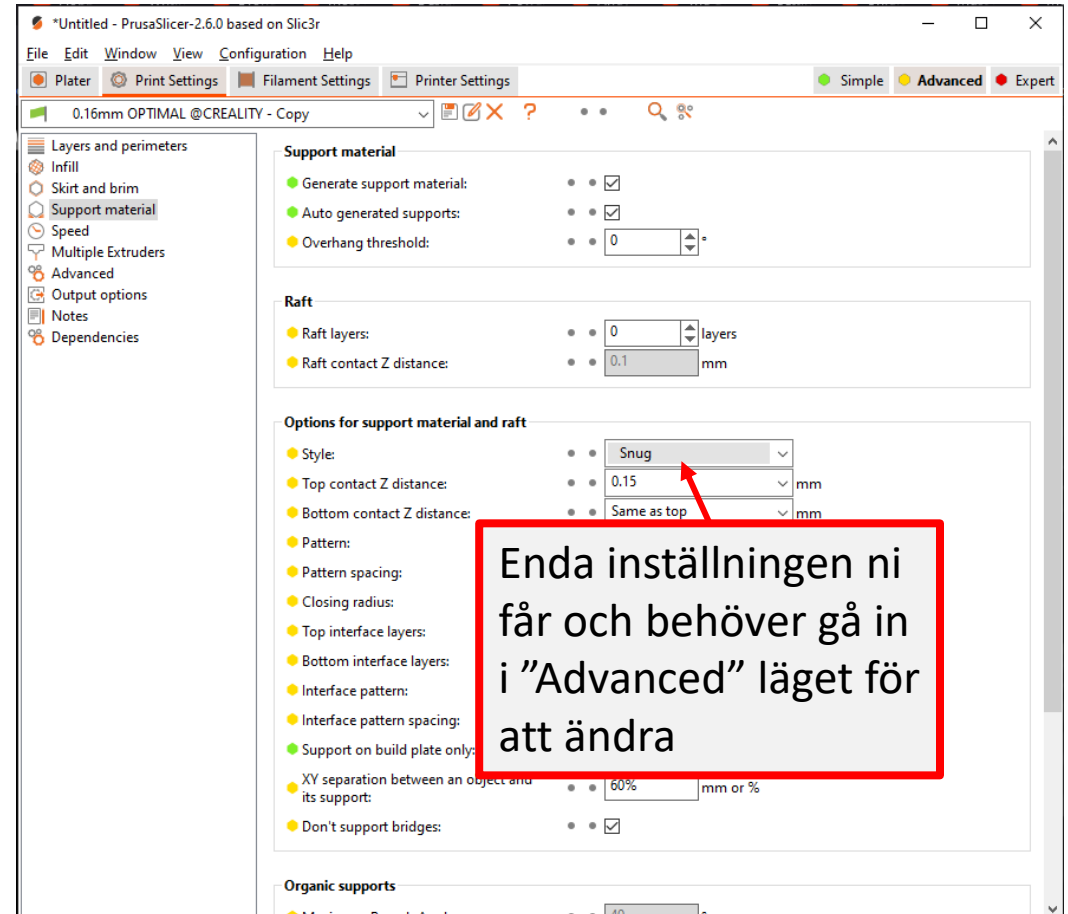 *Untitled - PrusaSlicer-2.6.0 based on Slic3r
File Edit Window View Configuration Help
Plater Print Settings Filament Settings Printer Settings Simple Advanced Expert
0.16mm OPTIMAL @CREALITY - Copy ?
Layers and perimeters
Infill
Skirt and brim
Support material
Speed
Multiple Extruders
Advanced
Output options
Notes
Dependencies
Support material
Generate support material:
Auto generated supports:
Overhang threshold: 0 °
Raft
Raft layers: 0 layers
Raft contact Z distance: 0.1 mm
Options for support material and raft
Style: Snug
Top contact Z distance: 0.15 mm
Bottom contact Z distance: Same as top mm
Pattern:
Pattern spacing:
Closing radius:
Top interface layers:
Bottom interface layers:
Interface pattern:
Interface pattern spacing:
Support on build plate only:
XY separation between an object and
its support: 60% mm or %
Don't support bridges:
Organic supports
Enda inställningen ni
får och behöver gå in
i ”Advanced” läget för
att ändra